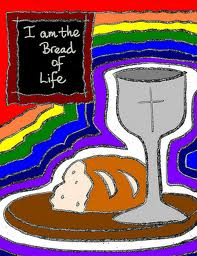 I am the
Bread
of
Life